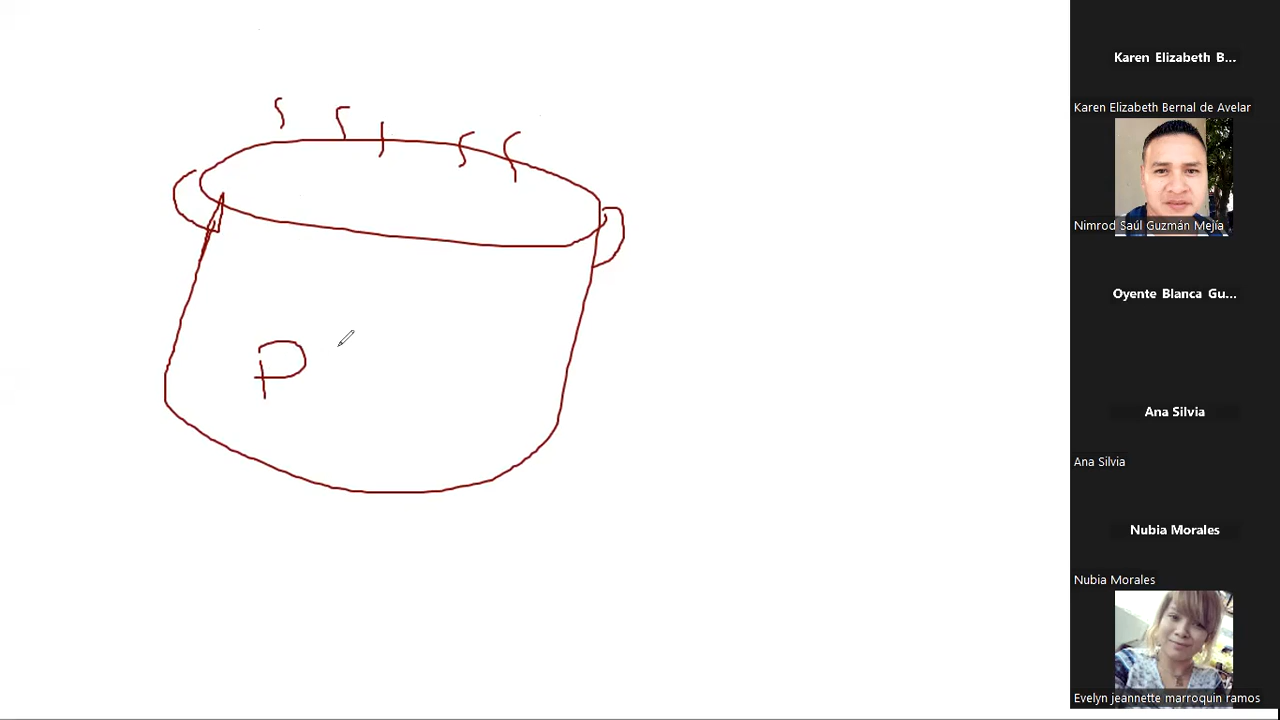 P
Karen Elizabeth B...
Karen Elizabeth Bernal de Avelar
Nimrod Saúl Guzmán Mejía
Oyente Blanca Gu...
Ana Silvia
Ana Silvia
Nubia Morales
Nubia Morales
Evelyn jeannette marroquin ramos